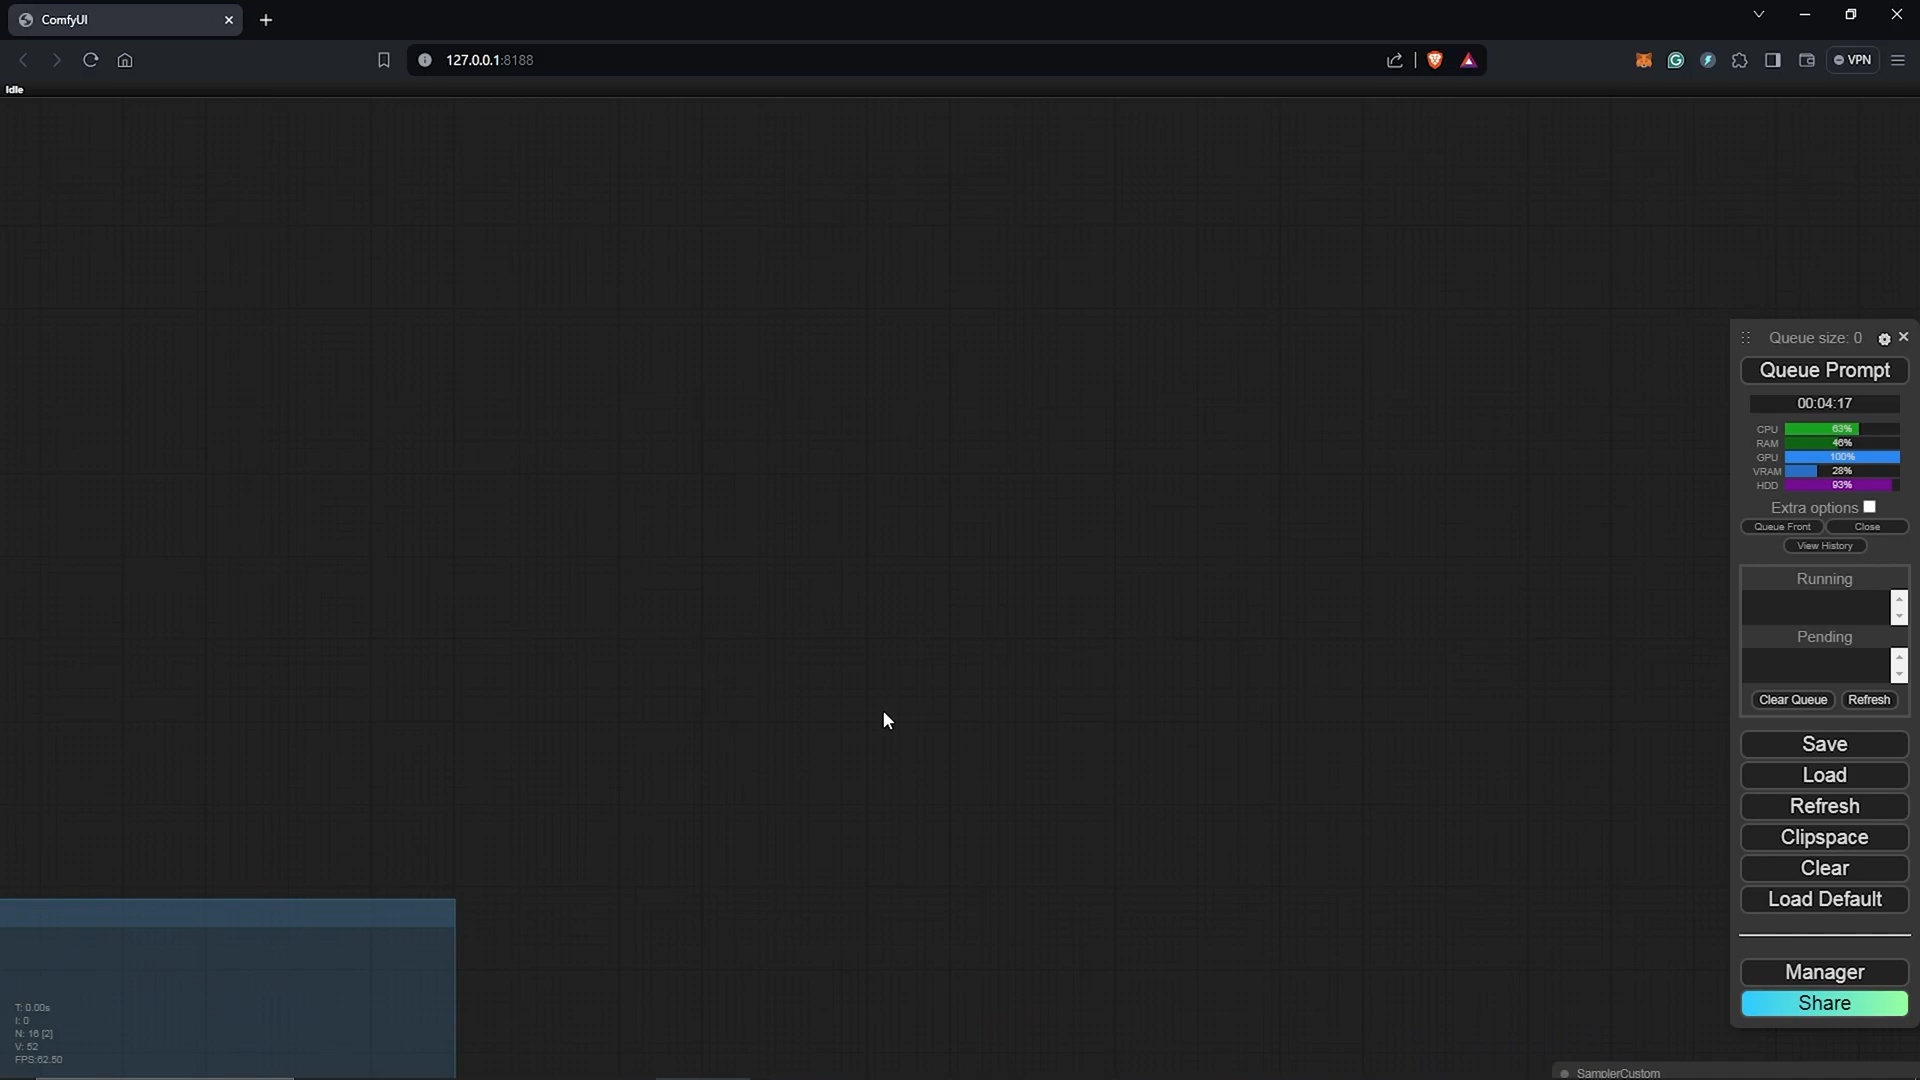 ComfyUI
127.0.0.1:8188
VPN
Idle
Queue size: 0
Queue Prompt
00:04:17
CPU 63%
RAM 46%
GPU 100%
VRAM 28%
HDD 93%
Extra options
Queue Front Close
View History
Running
Pending
Clear Queue Refresh
Save
Load
Refresh
Clipspace
Clear
Load Default
Manager
Share
T: 0.00s
I: 0
N: 16 [2]
V: 52
FPS:62.50
SamplerCustom